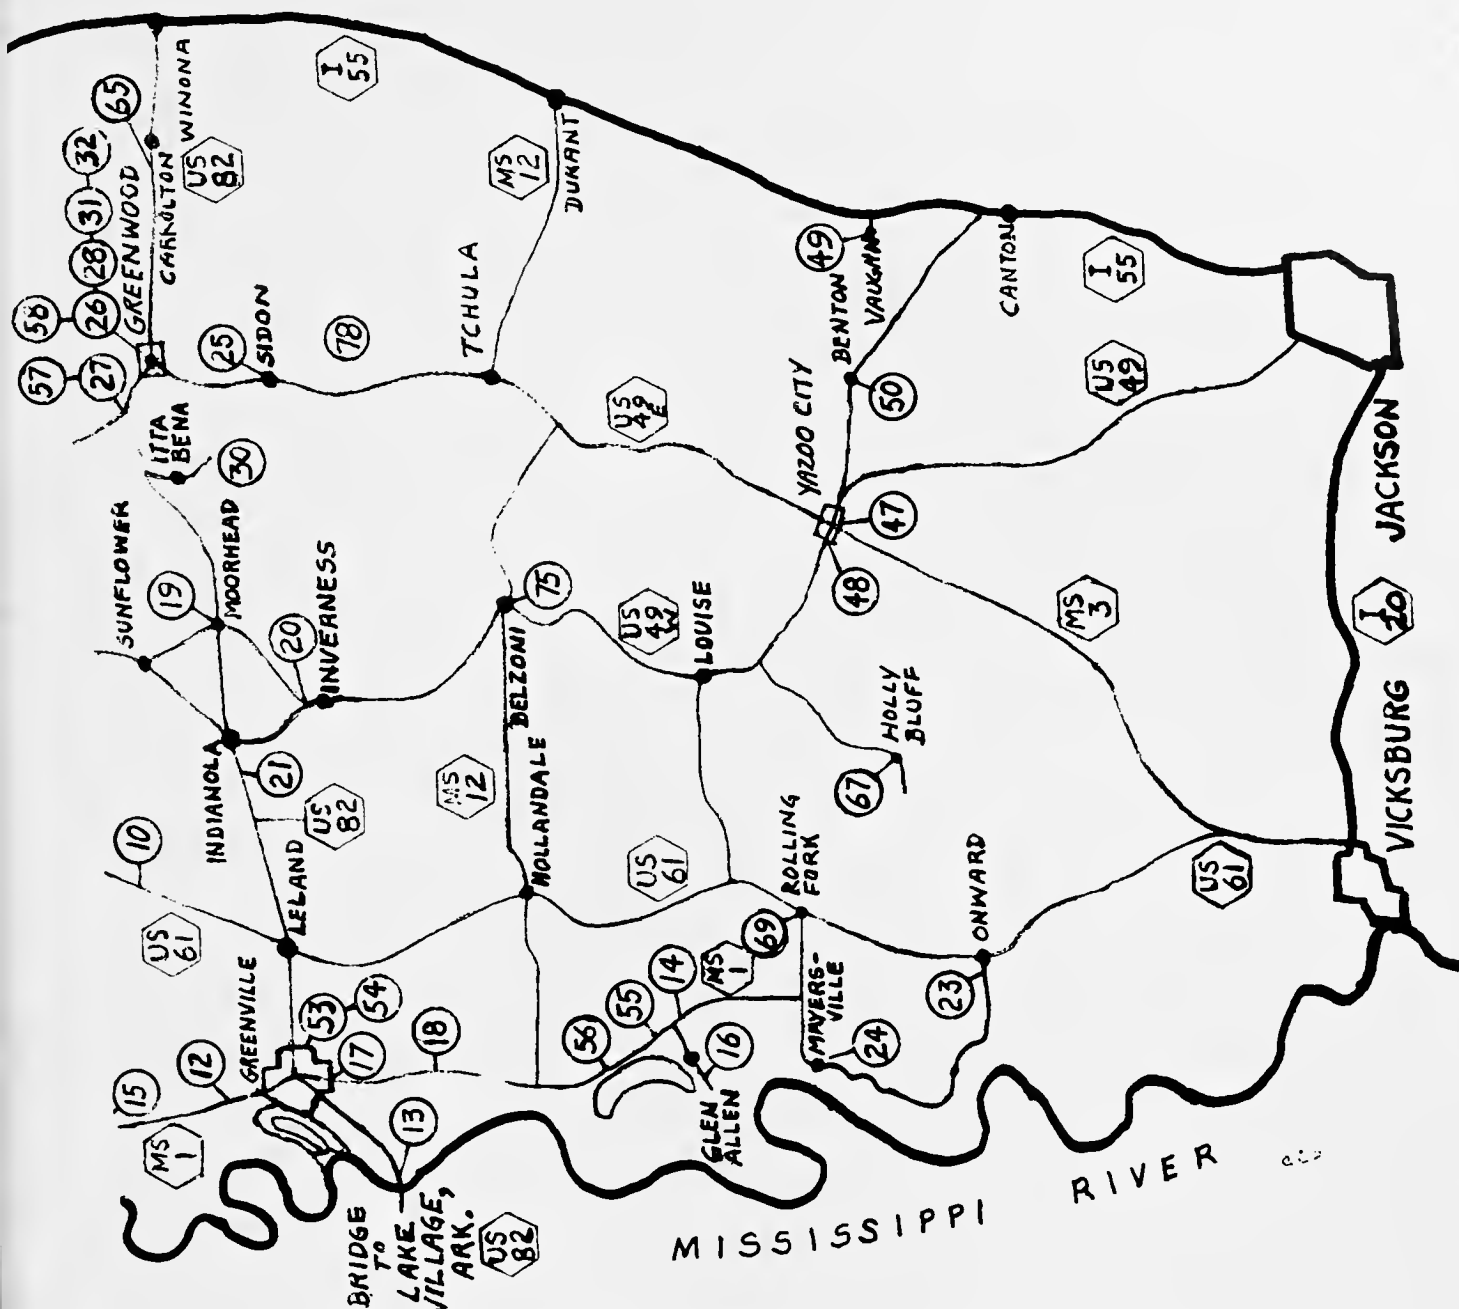 I
55
65
WINONA
32
31
28
26
58
GREENWOOD
CARROLTON
US
82
57
27
25
SIDON
78
MS
12
DURANT
TCHULA
49
VAUGHN
BENTON
CANTON
I
55
ITTA
BENA
30
US
49
E
YAZOO CITY
50
US
49
SUNFLOWER
19
MOORHEAD
20
INVERNESS
75
BELZONI
US
49
W
LOUISE
47
48
MS
3
JACKSON
I
20
INDIANOLA
21
US
82
MS
12
HOLLANDALE
HOLLY
BLUFF
67
VICKSBURG
10
US
61
LELAND
US
61
ROLLING
FORK
69
ONWARD
US
61
GREENVILLE
53
54
17
18
MS
1
14
55
56
16
MAYERS-
VILLE
24
23
15
12
MS
1
13
GLEN
ALLEN
BRIDGE
TO
LAKE
VILLAGE,
ARK.
US
82
MISSISSIPPI RIVER